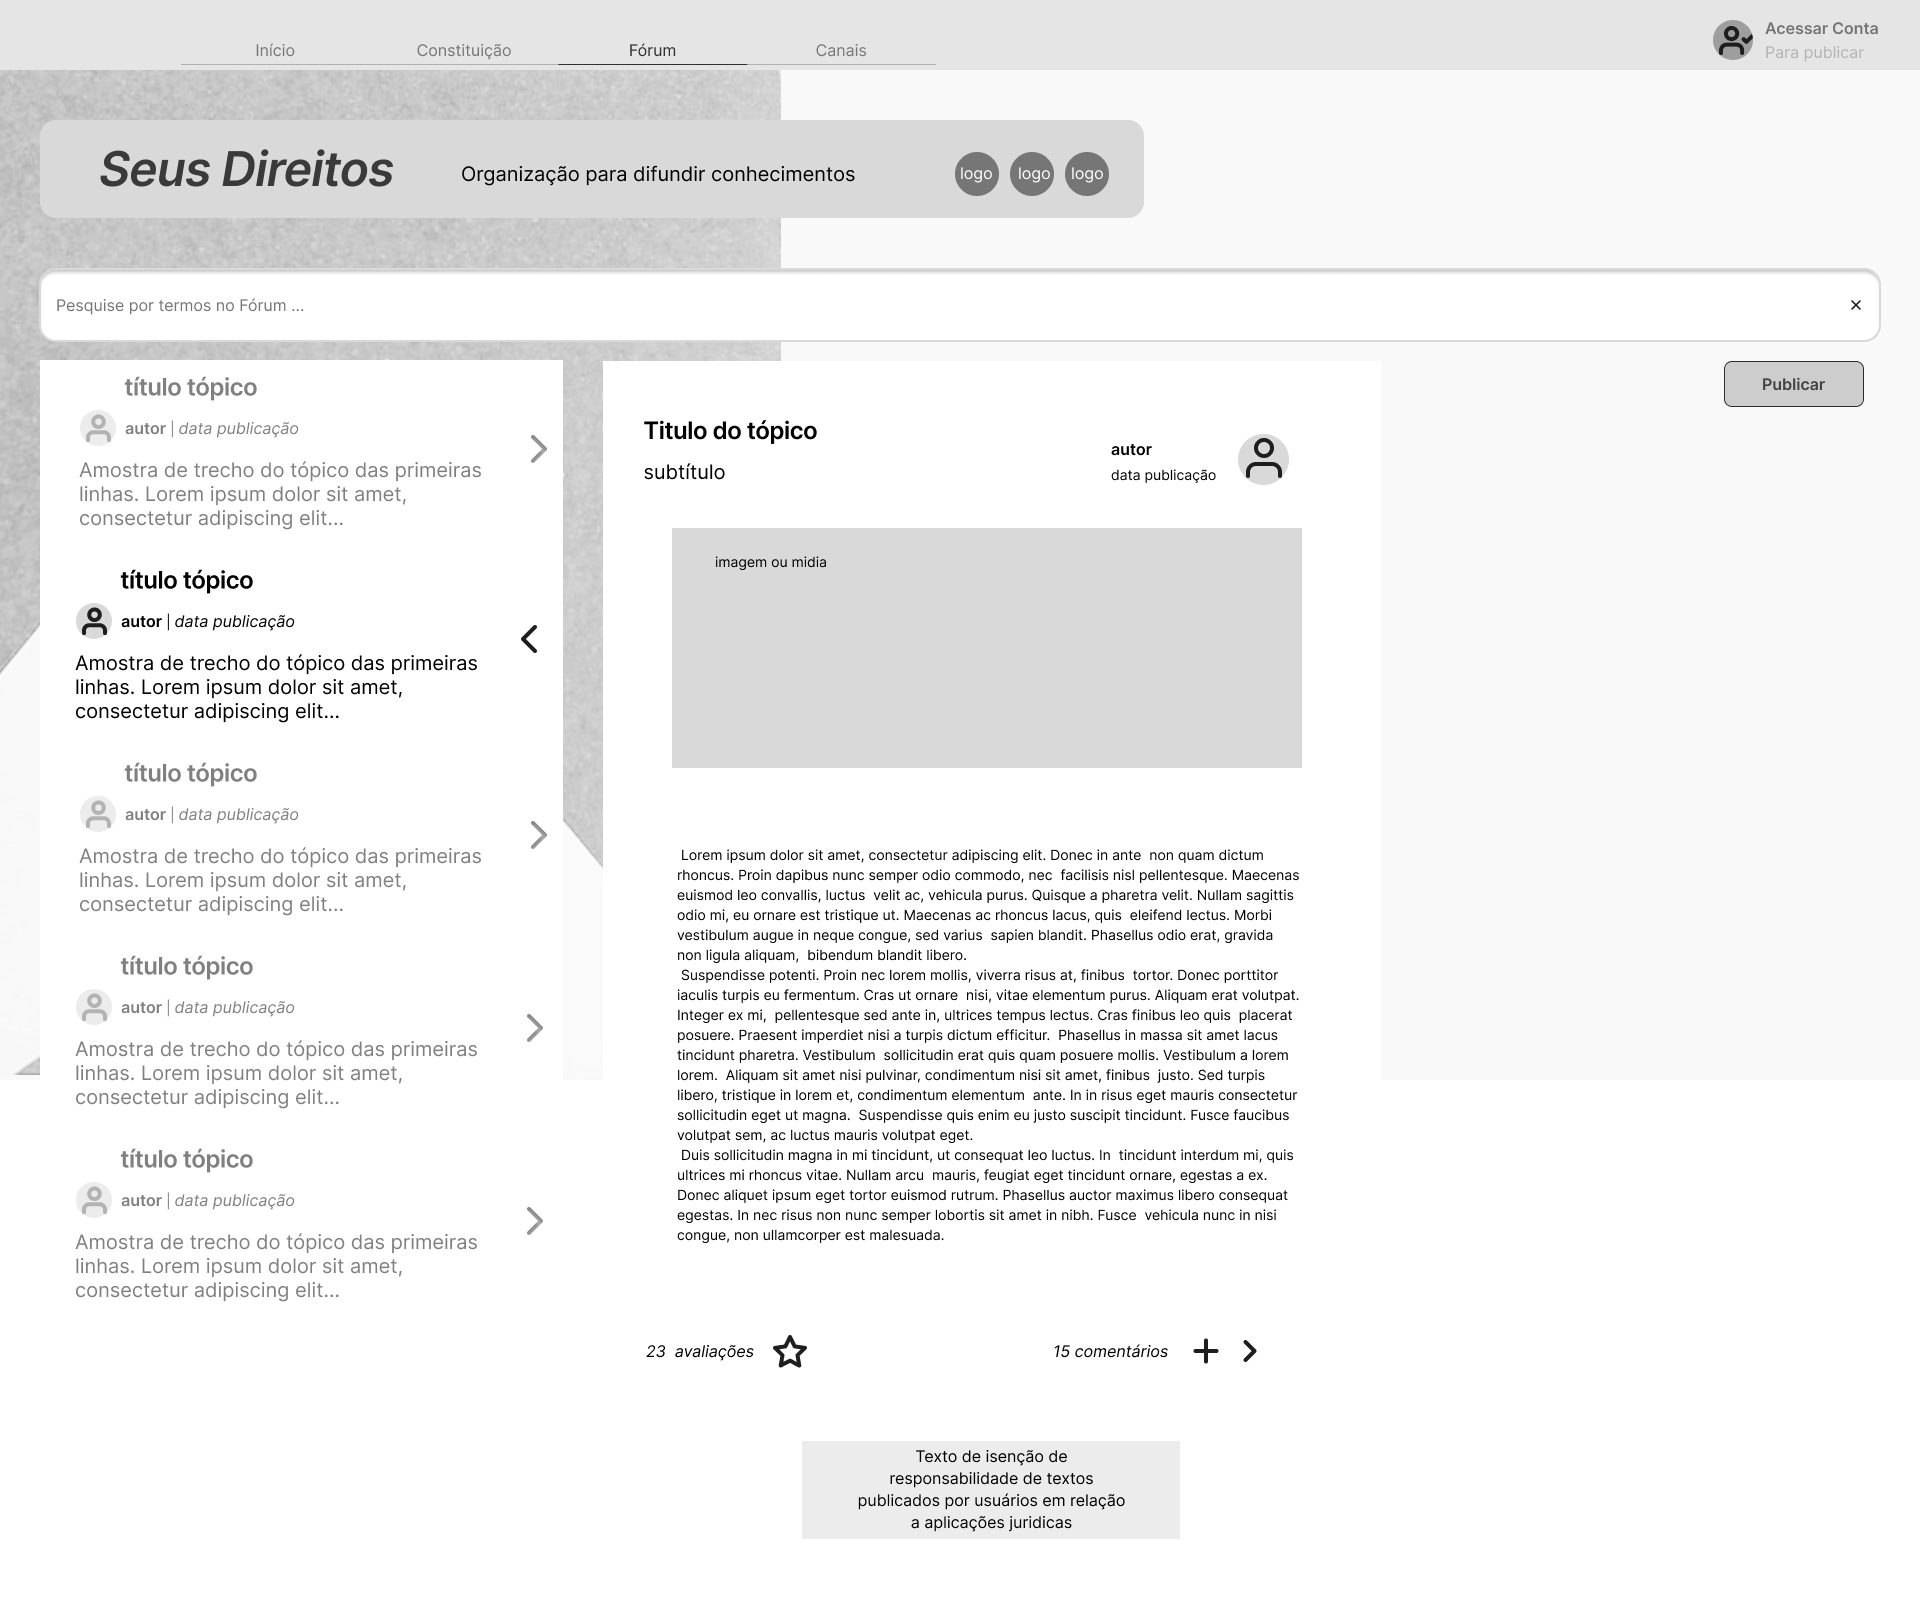 Início
Constituição
Fórum
Canais
Acessar Conta
Para publicar
Seus Direitos
Organização para difundir conhecimentos
logo
logo
logo
Pesquise por termos no Fórum ...
Publicar
título tópico
autor | data publicação
Amostra de trecho do tópico das primeiras
linhas. Lorem ipsum dolor sit amet,
consectetur adipiscing elit...
título tópico
autor | data publicação
Amostra de trecho do tópico das primeiras
linhas. Lorem ipsum dolor sit amet,
consectetur adipiscing elit...
título tópico
autor | data publicação
Amostra de trecho do tópico das primeiras
linhas. Lorem ipsum dolor sit amet,
consectetur adipiscing elit...
título tópico
autor | data publicação
Amostra de trecho do tópico das primeiras
linhas. Lorem ipsum dolor sit amet,
consectetur adipiscing elit...
título tópico
autor | data publicação
Amostra de trecho do tópico das primeiras
linhas. Lorem ipsum dolor sit amet,
consectetur adipiscing elit...
Titulo do tópico
subtítulo
autor
data publicação
imagem ou midia
Lorem ipsum dolor sit amet, consectetur adipiscing elit. Donec in ante  non quam dictum
rhoncus. Proin dapibus nunc semper odio commodo, nec  facilisis nisl pellentesque. Maecenas
euismod leo convallis, luctus  velit ac, vehicula purus. Quisque a pharetra velit. Nullam sagittis
odio mi, eu ornare est tristique ut. Maecenas ac rhoncus lacus, quis  eleifend lectus. Morbi
vestibulum augue in neque congue, sed varius  sapien blandit. Phasellus odio erat, gravida
non ligula aliquam,  bibendum blandit libero.
Suspendisse potenti. Proin nec lorem mollis, viverra risus at, finibus  tortor. Donec porttitor
iaculis turpis eu fermentum. Cras ut ornare  nisi, vitae elementum purus. Aliquam erat volutpat.
Integer ex mi,  pellentesque sed ante in, ultrices tempus lectus. Cras finibus leo quis  placerat
posuere. Praesent imperdiet nisi a turpis dictum efficitur.  Phasellus in massa sit amet lacus
tincidunt pharetra. Vestibulum  sollicitudin erat quis quam posuere mollis. Vestibulum a lorem
lorem.  Aliquam sit amet nisi pulvinar, condimentum nisi sit amet, finibus  justo. Sed turpis
libero, tristique in lorem et, condimentum elementum  ante. In in risus eget mauris consectetur
sollicitudin eget ut magna.  Suspendisse quis enim eu justo suscipit tincidunt. Fusce faucibus
volutpat sem, ac luctus mauris volutpat eget.
Duis sollicitudin magna in mi tincidunt, ut consequat leo luctus. In  tincidunt interdum mi, quis
ultrices mi rhoncus vitae. Nullam arcu  mauris, feugiat eget tincidunt ornare, egestas a ex.
Donec aliquet ipsum eget tortor euismod rutrum. Phasellus auctor maximus libero consequat
egestas. In nec risus non nunc semper lobortis sit amet in nibh. Fusce  vehicula nunc in nisi
congue, non ullamcorper est malesuada.
23  avaliações
15 comentários
Texto de isenção de
responsabilidade de textos
publicados por usuários em relação
a aplicações juridicas